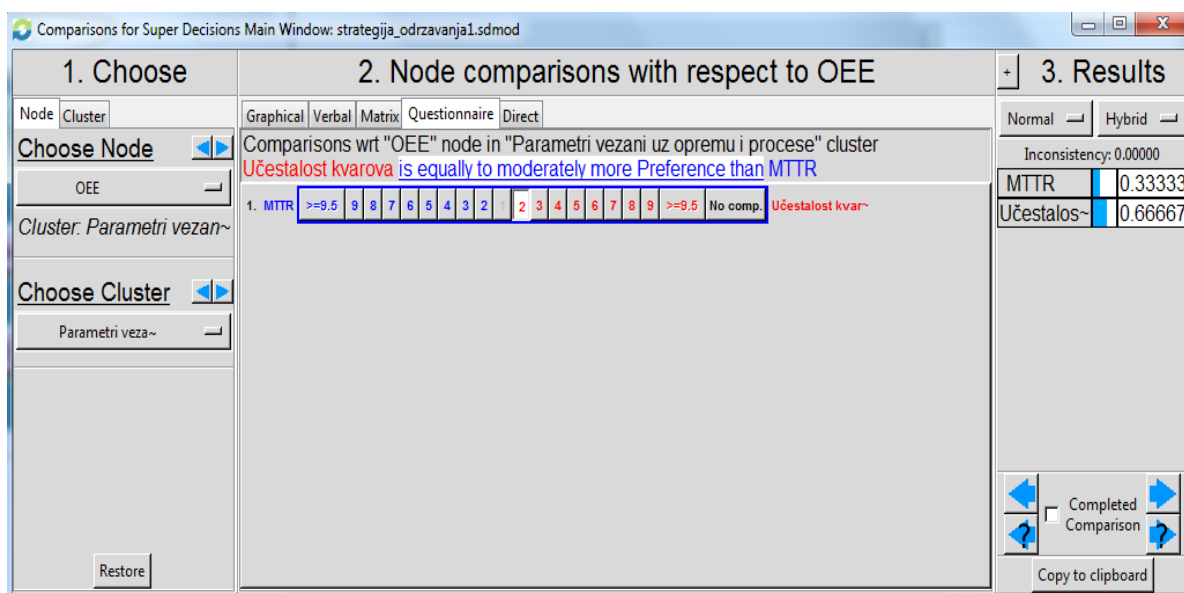 Comparisons for Super Decisions Main Window: strategija_odrzavanja1.sdmod
1. Choose
Node Cluster
Choose Node
OEE
Cluster: Parametri vezan~
Choose Cluster
Parametri veza~
Restore
2. Node comparisons with respect to OEE
Graphical Verbal Matrix Questionnaire Direct
Comparisons wrt "OEE" node in "Parametri vezani uz opremu i procese" cluster
Učestalost kvarova is equally to moderately more Preference than MTTR
1. MTTR >=9.5 9 8 7 6 5 4 3 2 1 2 3 4 5 6 7 8 9 >=9.5 No comp. Učestalost kvar~
+ 3. Results
Normal Hybrid
Inconsistency: 0.00000
MTTR 0.33333
Učestalos~ 0.66667
Completed
Comparison
? ?
Copy to clipboard